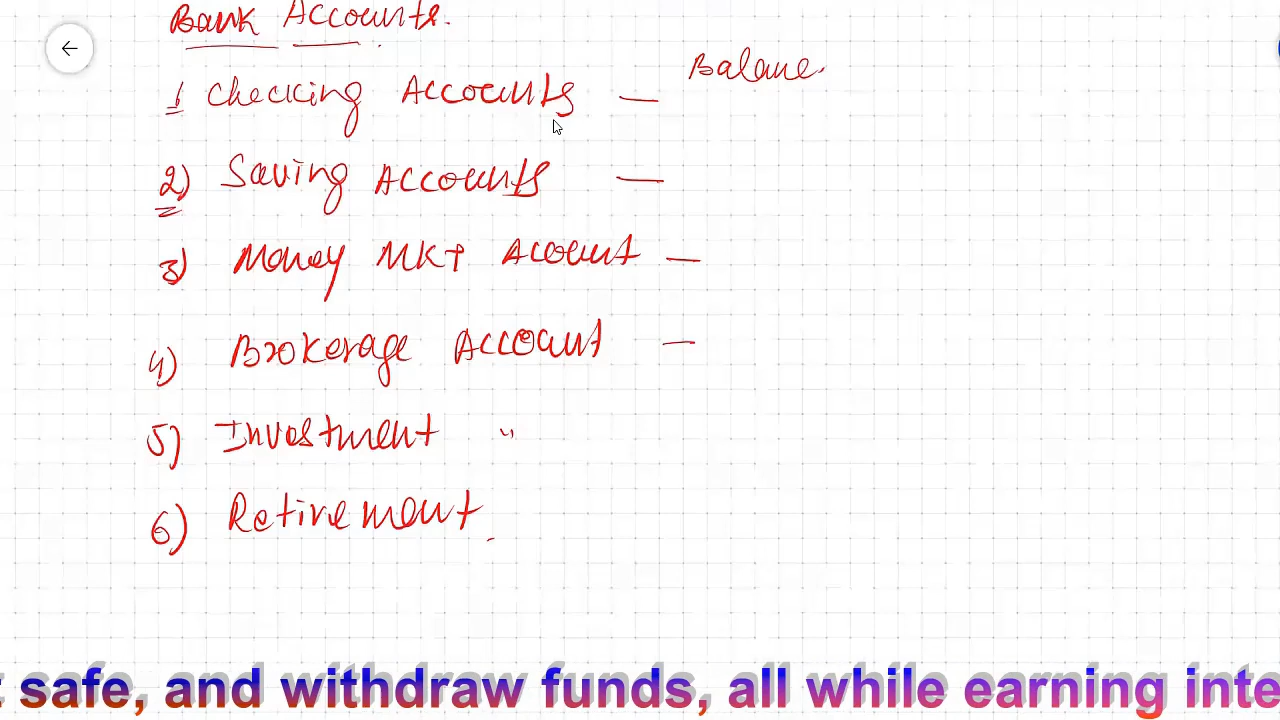 Bank Accounts.
Balance.
1 Checking Accounts —
2) Saving Accounts —
3) Money MKT Acount —
4) Brokerage Account —
5) Investment "
6) Retirement
t safe, and withdraw funds, all while earning inte